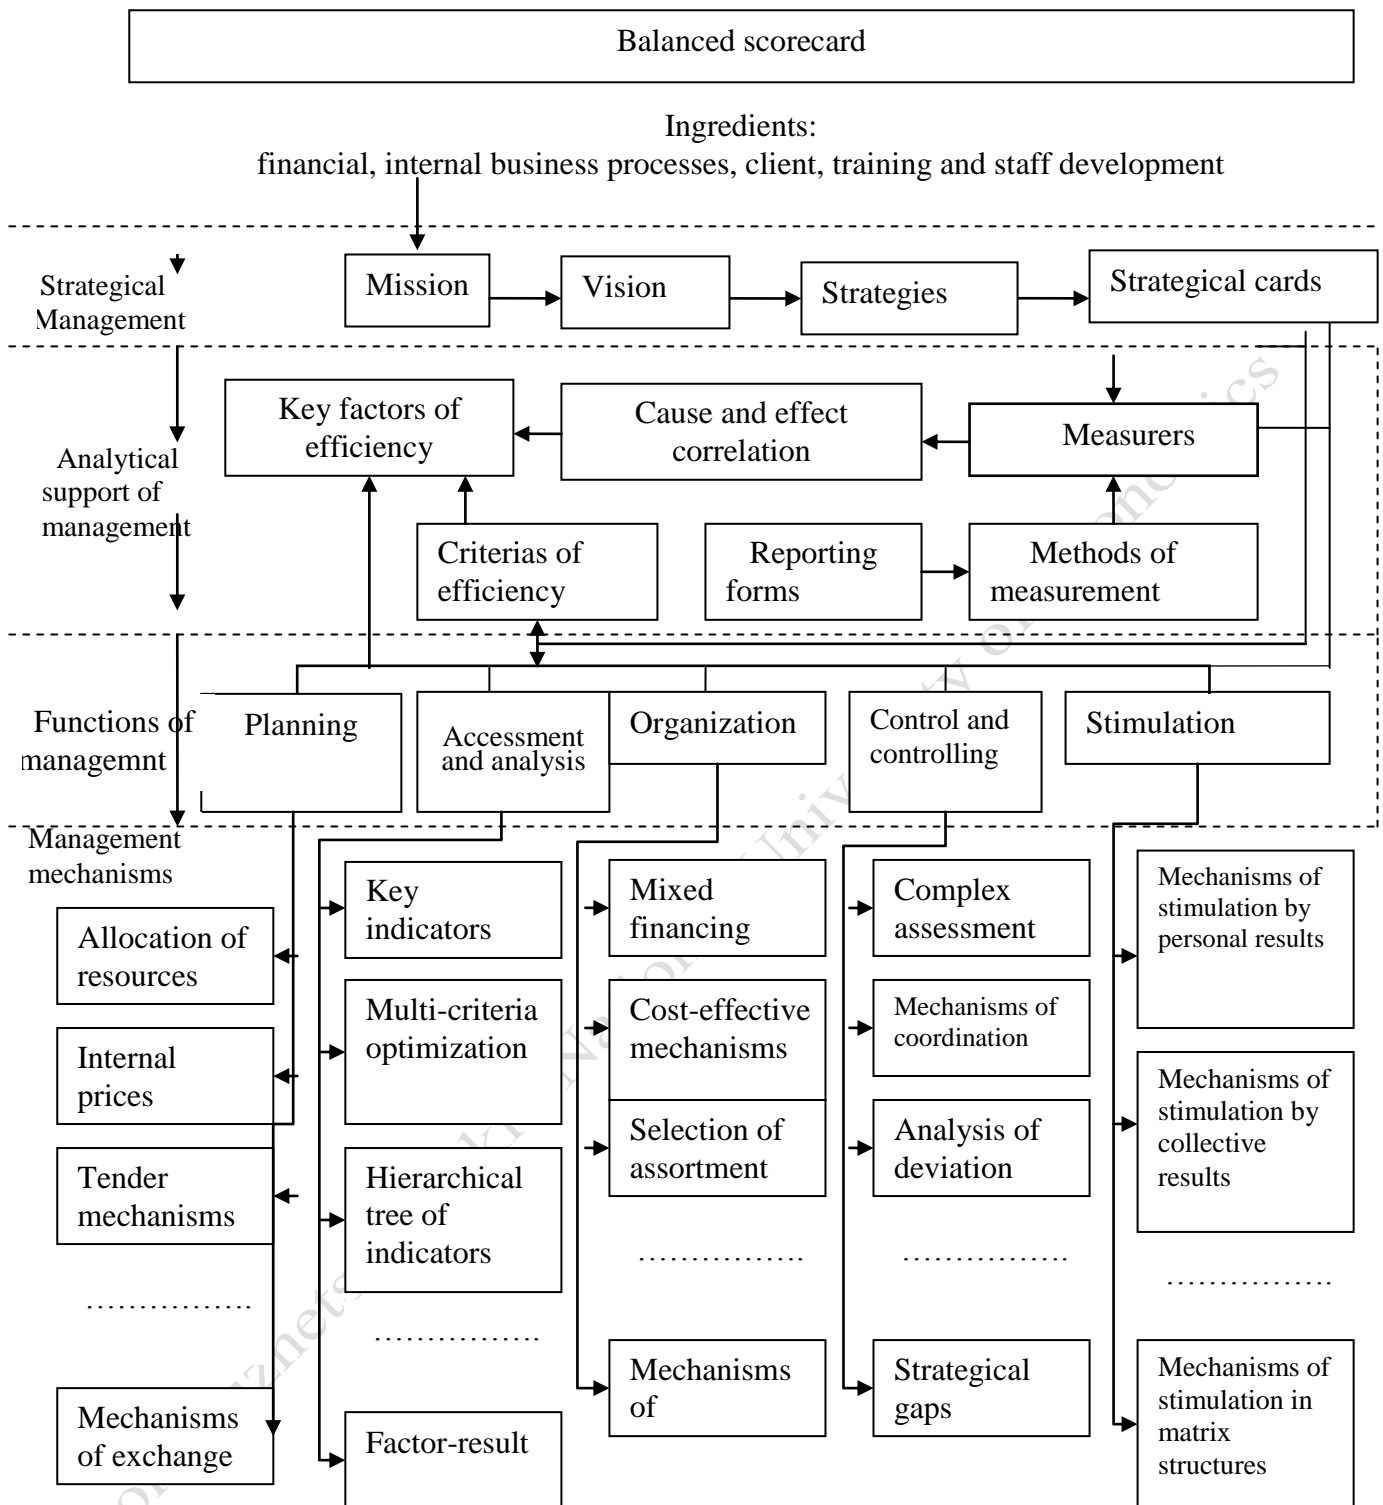 Balanced scorecard
Ingredients:
financial, internal business processes, client, training and staff development
Strategical
Management
Mission
Vision
Strategies
Strategical cards
Analytical
support of
management
Key factors of
efficiency
Cause and effect
correlation
Measurers
Criterias of
efficiency
Reporting
forms
Methods of
measurement
Functions of
managemnt
Planning
Accessment
and analysis
Organization
Control and
controlling
Stimulation
Management
mechanisms
Allocation of
resources
Internal
prices
Tender
mechanisms
.................
Mechanisms
of exchange
Key
indicators
Multi-criteria
optimization
Hierarchical
tree of
indicators
.................
Factor-result
Mixed
financing
Cost-effective
mechanisms
Selection of
assortment
.................
Mechanisms
of
Complex
assessment
Mechanisms of
coordination
Analysis of
deviation
.................
Strategical
gaps
Mechanisms of
stimulation by
personal results
Mechanisms of
stimulation by
collective
results
.................
Mechanisms of
stimulation in
matrix
structures